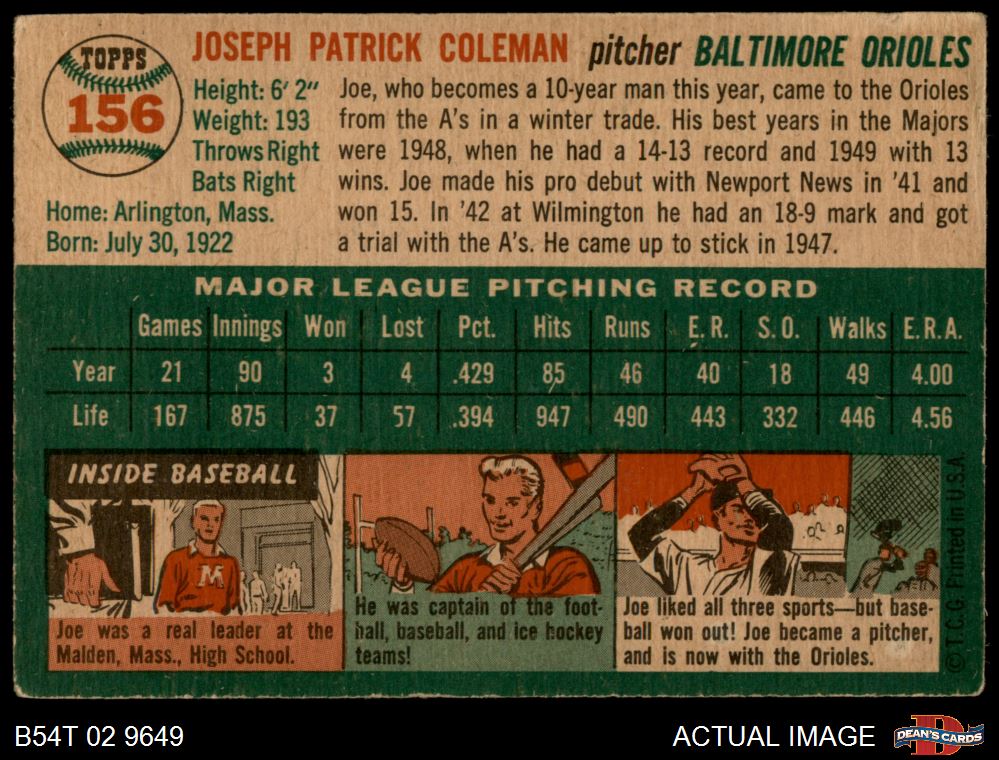 TOPPS
156
JOSEPH PATRICK COLEMAN pitcher BALTIMORE ORIOLES
Height: 6' 2"
Weight: 193
Throws Right
Bats Right
Home: Arlington, Mass.
Born: July 30, 1922
Joe, who becomes a 10-year man this year, came to the Orioles
from the A's in a winter trade. His best years in the Majors
were 1948, when he had a 14-13 record and 1949 with 13
wins. Joe made his pro debut with Newport News in '41 and
won 15. In '42 at Wilmington he had an 18-9 mark and got
a trial with the A's. He came up to stick in 1947.
MAJOR LEAGUE PITCHING RECORD
Games Innings Won Lost Pct. Hits Runs E.R. S.O. Walks E.R.A.
Year 21 90 3 4 .429 85 46 40 18 49 4.00
Life 167 875 37 57 .394 947 490 443 332 446 4.56
INSIDE BASEBALL
M
Joe was a real leader at the
Malden, Mass., High School.
He was captain of the foot-
ball, baseball, and ice hockey
teams!
Joe liked all three sports—but base-
ball won out! Joe became a pitcher,
and is now with the Orioles.
© T.C.G. Printed in U.S.A.
B54T 02 9649
ACTUAL IMAGE
D
DEAN'S CARDS